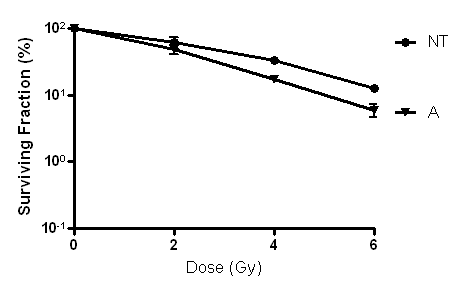 Surviving Fraction (%)
10²
10¹
10⁰
10⁻¹
0 2 4 6
Dose (Gy)
NT
A